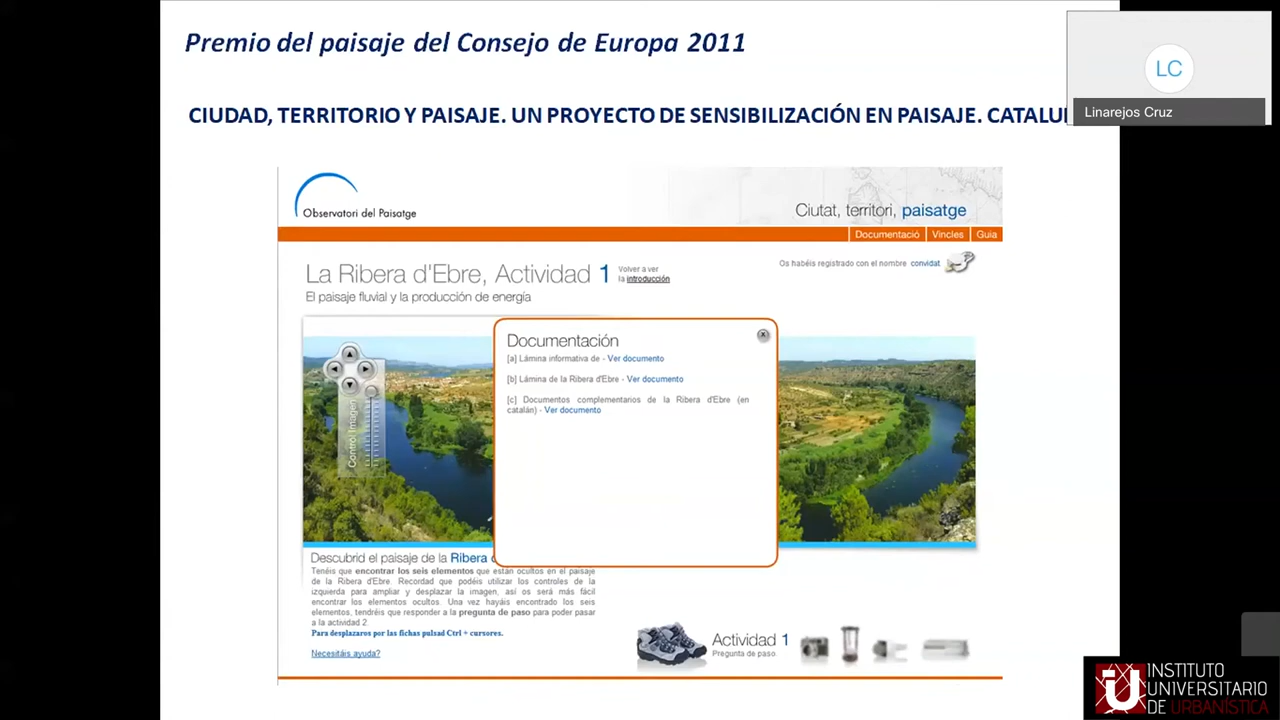 Premio del paisaje del Consejo de Europa 2011
LC
Linarejos Cruz
CIUDAD, TERRITORIO Y PAISAJE. UN PROYECTO DE SENSIBILIZACIÓN EN PAISAJE.
Observatori del Paisatge
Ciutat, territori, paisatge
Documentació Vincles Guia
La Ribera d'Ebre, Actividad 1
Volver a ver
la introducción
Os habéis registrado con el nombre convidat
El paisaje fluvial y la producción de energía
Documentación
[a] Lámina informativa de - Ver documento
[b] Lámina de la Ribera d'Ebre - Ver documento
[c] Documentos complementarios de la Ribera d'Ebre (en
catalán) - Ver documento
Control Imagen
Descubrid el paisaje de la Ribera
Tenéis que encontrar los seis elementos que están ocultos en el paisaje
de la Ribera d'Ebre. Recordad que podéis utilizar los controles de la
izquierda para ampliar y desplazar la imagen, así os será más fácil
encontrar los elementos ocultos. Una vez hayáis encontrado los seis
elementos, tendréis que responder a la pregunta de paso para poder pasar
a la actividad 2.
Para desplazaros por las fichas pulsad Ctrl + cursores.
Necesitáis ayuda?
Actividad 1
Pregunta de paso.
iU INSTITUTO
UNIVERSITARIO
DE URBANÍSTICA